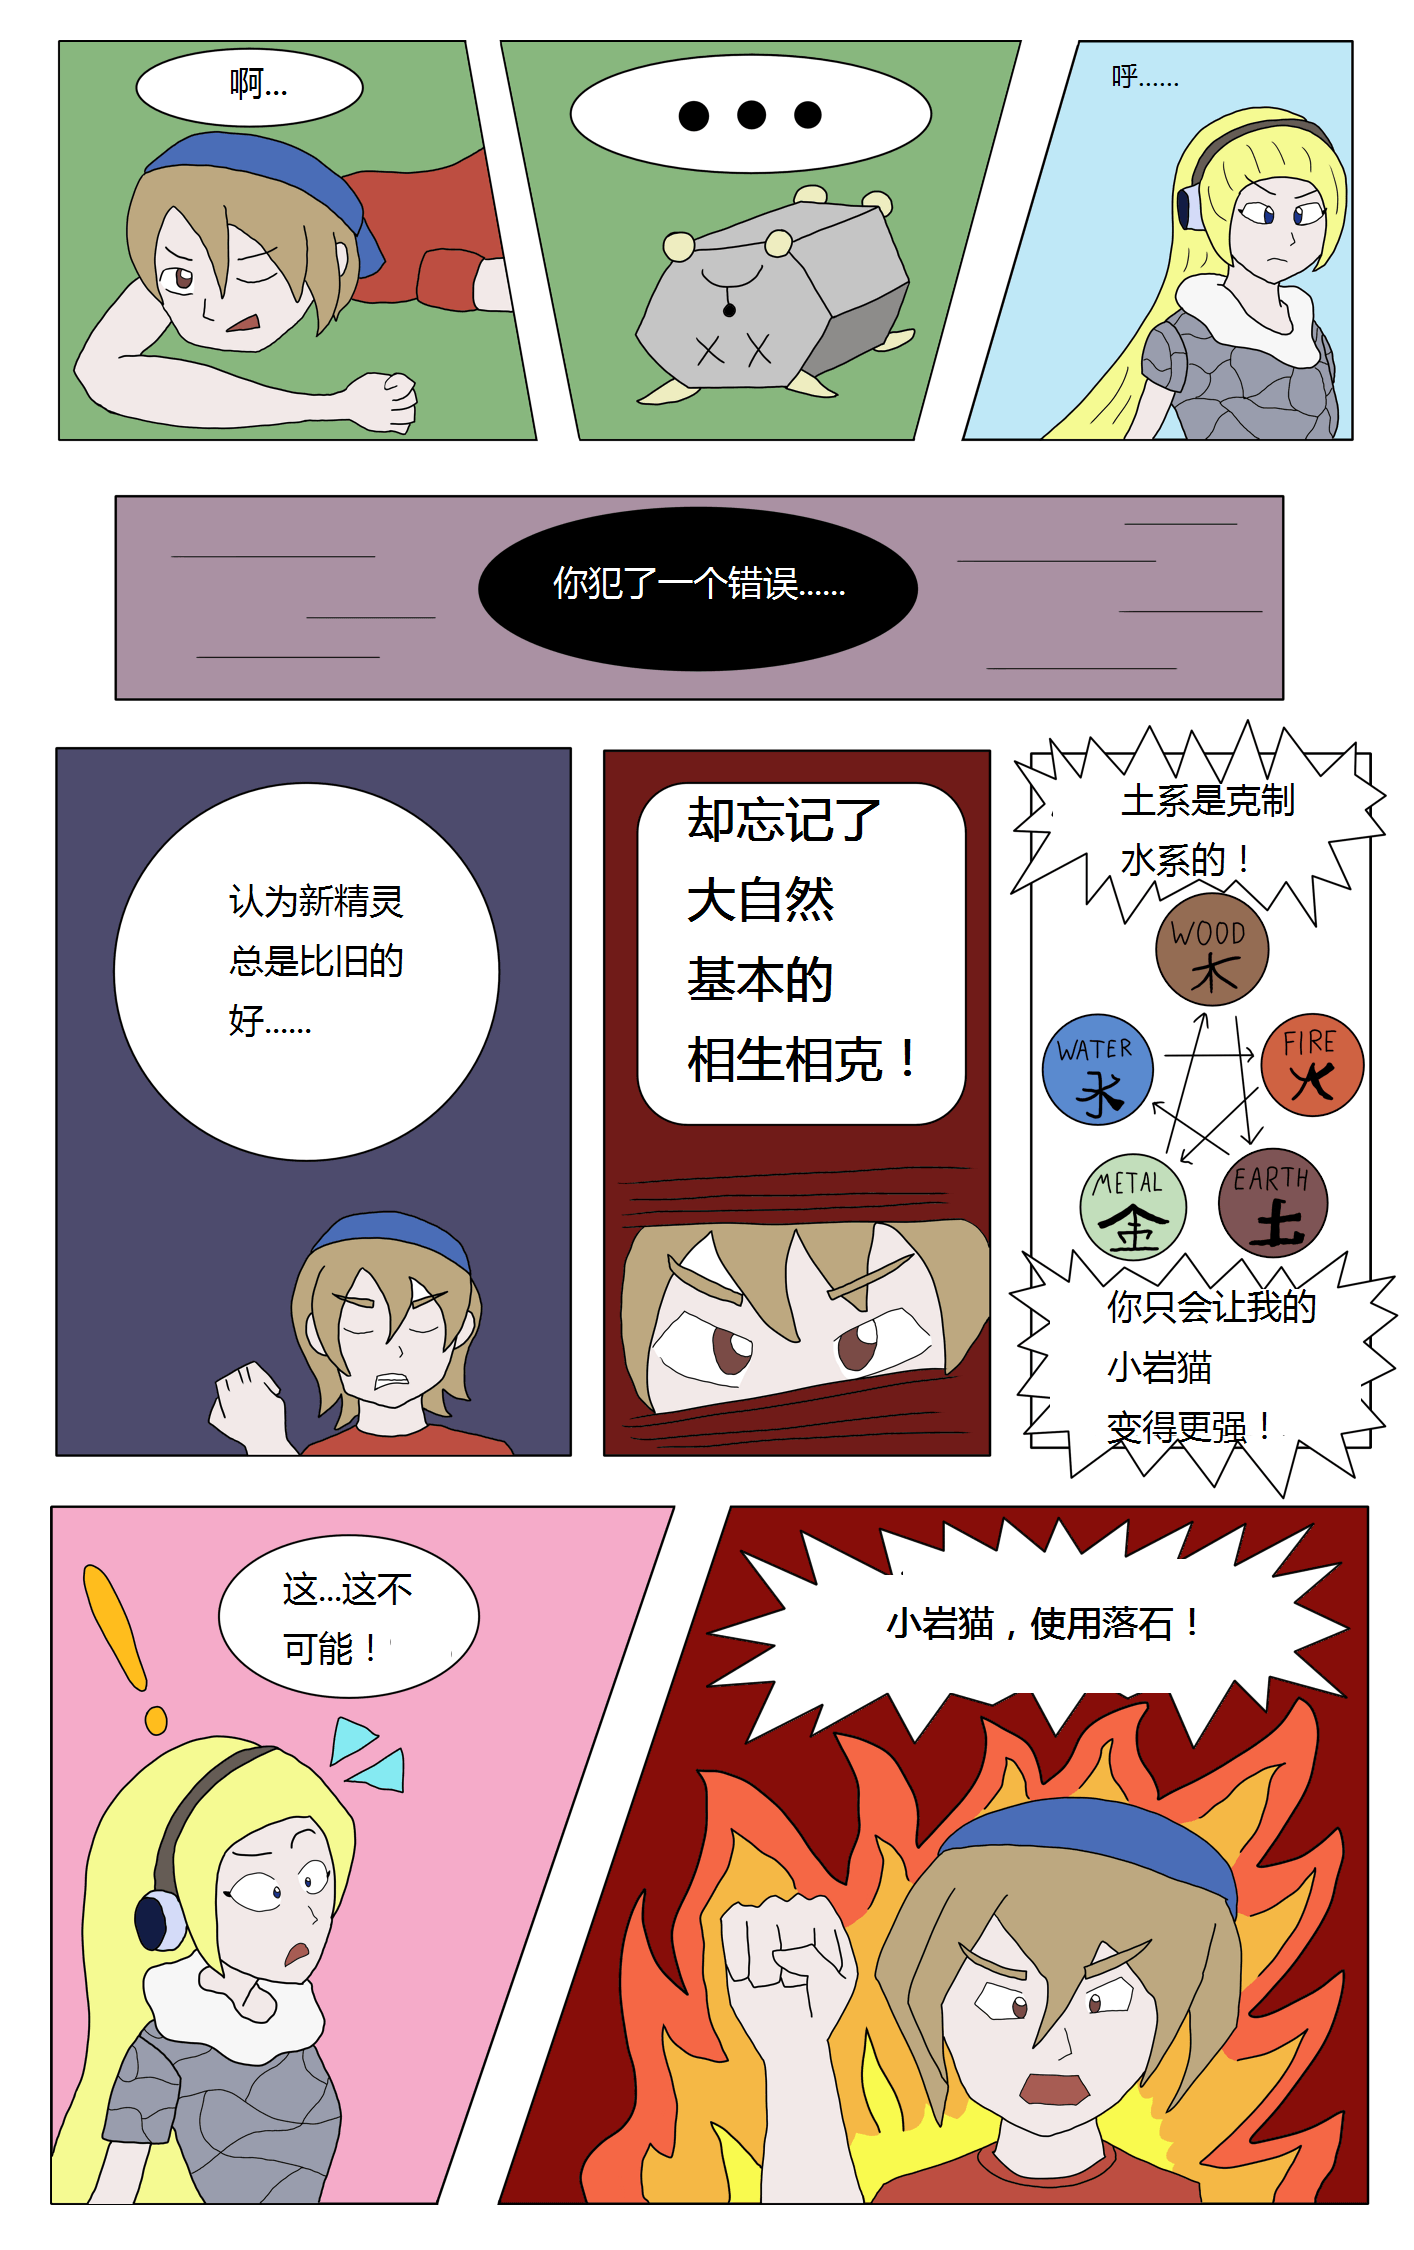 啊...
●●●
呼......
你犯了一个错误......
认为新精灵
总是比旧的
好......
却忘记了
大自然
基本的
相生相克！
土系是克制
水系的！
WOOD
木
WATER
水
FIRE
火
METAL
金
EARTH
土
你只会让我的
小岩猫
变得更强！
这...这不
可能！
小岩猫，使用落石！